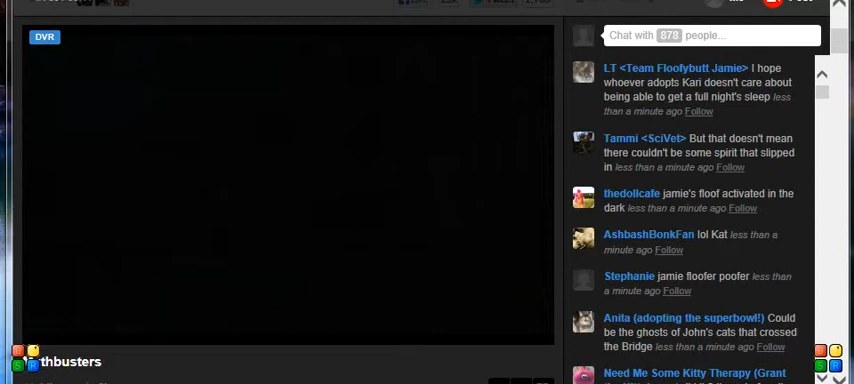 DVR
Chat with 878 people...
LT <Team Floofybutt Jamie> I hope
whoever adopts Kari doesn't care about
being able to get a full night's sleep less
than a minute ago Follow
Tammi <SciVet> But that doesn't mean
there couldn't be some spirit that slipped
in less than a minute ago Follow
thedollcafe jamie's floof activated in the
dark less than a minute ago Follow
AshbashBonkFan lol Kat less than a
minute ago Follow
Stephanie jamie floofer poofer less than
a minute ago Follow
Anita (adopting the superbowl!) Could
be the ghosts of John's cats that crossed
the Bridge less than a minute ago Follow
thbusters
Need Me Some Kitty Therapy (Grant